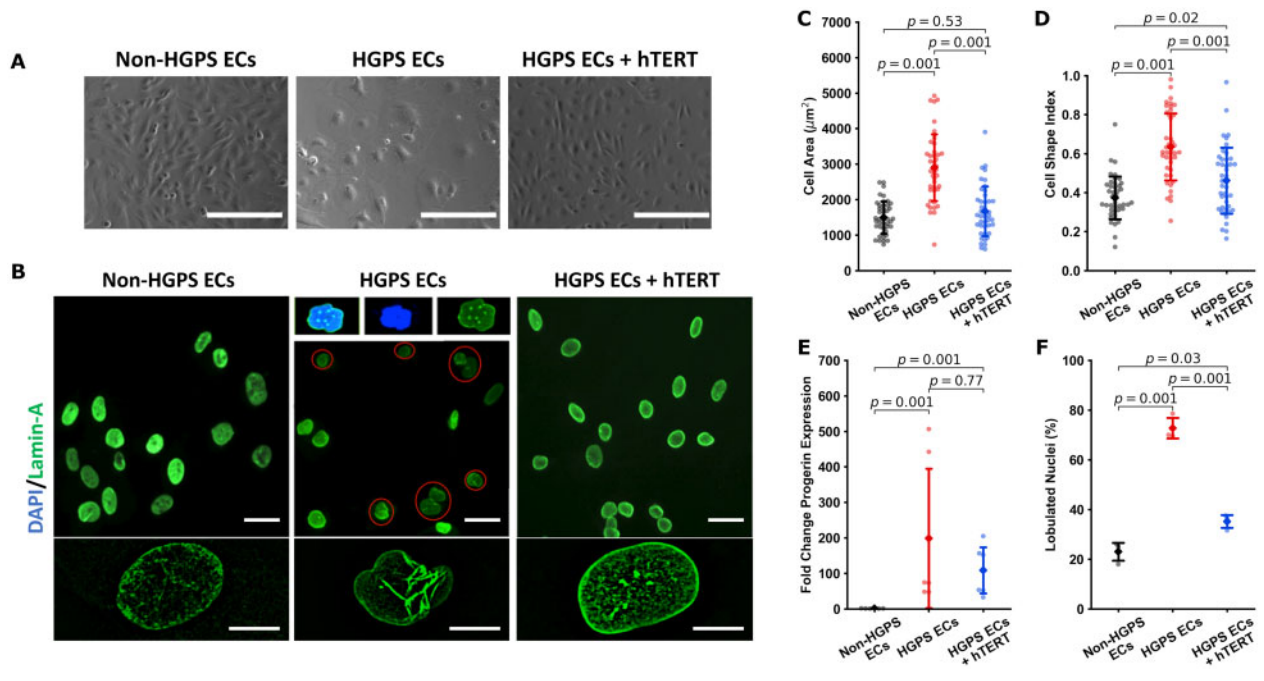 A
Non-HGPS ECs
HGPS ECs
HGPS ECs + hTERT
B
Non-HGPS ECs
HGPS ECs
HGPS ECs + hTERT
DAPI/Lamin-A
C
p = 0.53
p = 0.001
p = 0.001
Cell Area (μm²)
7000
6000
5000
4000
3000
2000
1000
0
Non-HGPS
ECs
HGPS ECs
HGPS ECs
+ hTERT
D
p = 0.02
p = 0.001
p = 0.001
Cell Shape Index
1.0
0.8
0.6
0.4
0.2
0.0
Non-HGPS
ECs
HGPS ECs
HGPS ECs
+ hTERT
E
p = 0.001
p = 0.77
p = 0.001
Fold Change Progerin Expression
700
600
500
400
300
200
100
0
Non-HGPS
ECs
HGPS ECs
HGPS ECs
+ hTERT
F
p = 0.03
p = 0.001
p = 0.001
Lobulated Nuclei (%)
100
80
60
40
20
0
Non-HGPS
ECs
HGPS ECs
HGPS ECs
+ hTERT